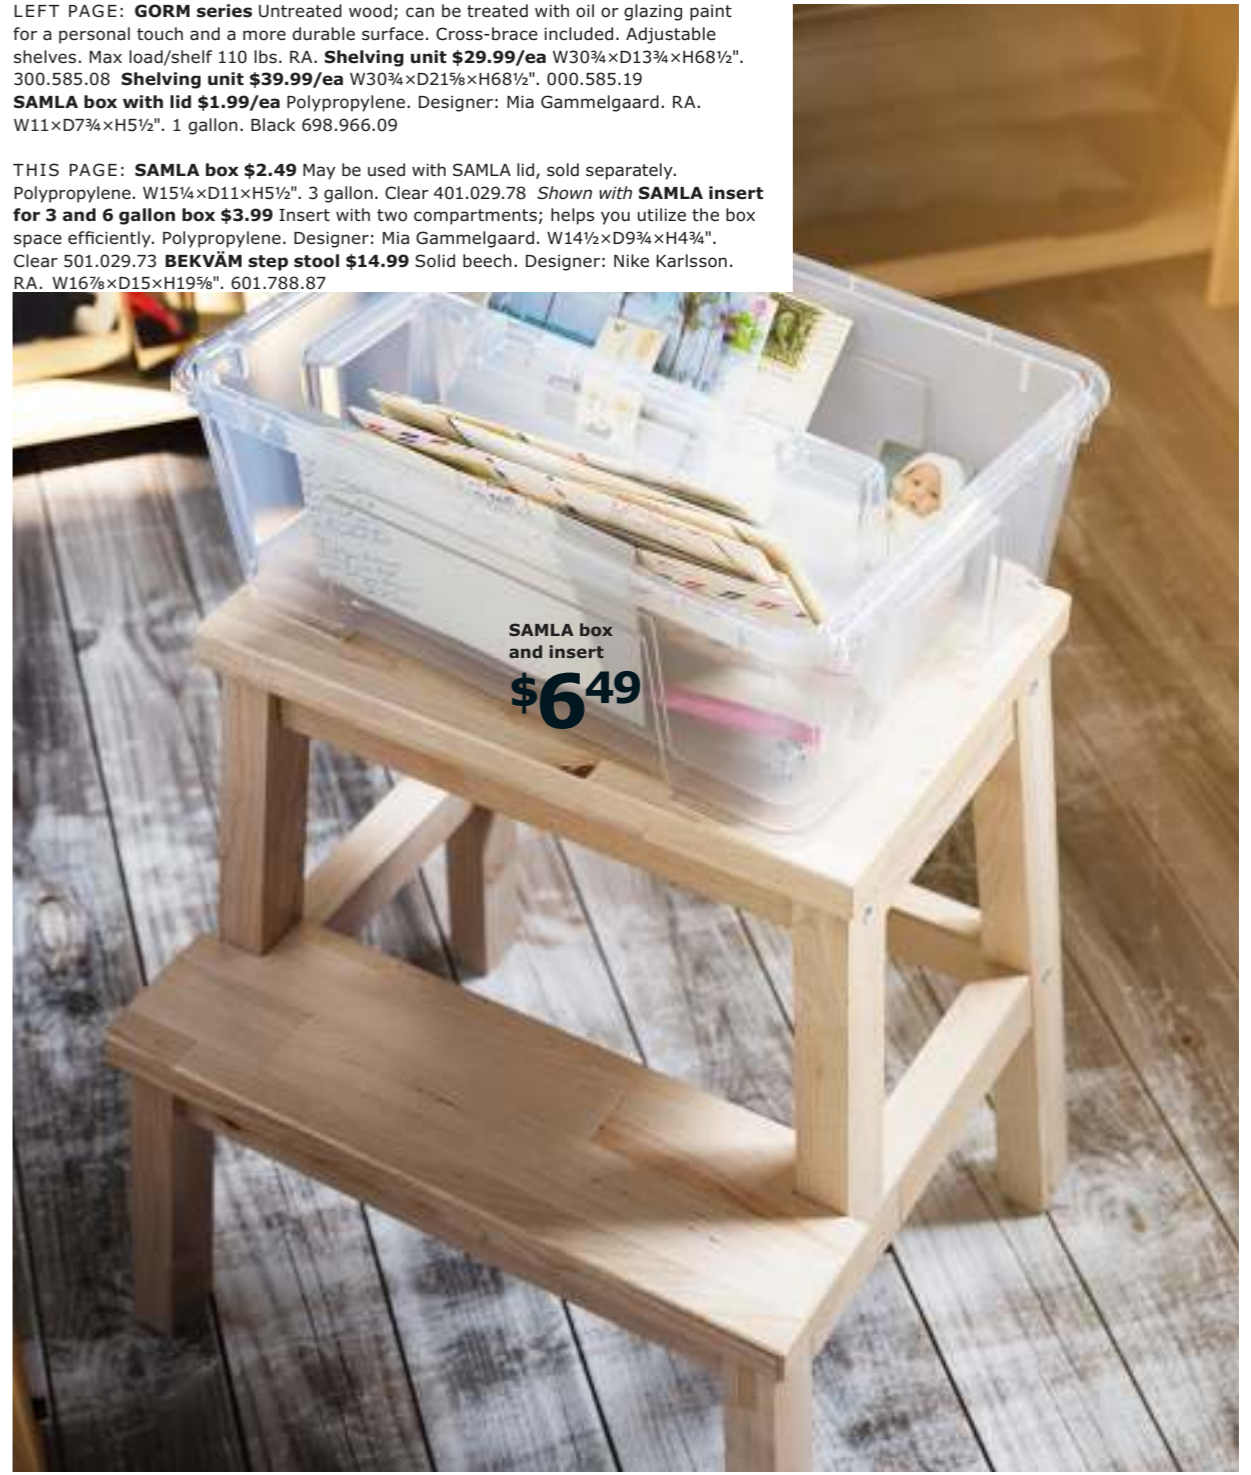 LEFT PAGE: GORM series Untreated wood; can be treated with oil or glazing paint
for a personal touch and a more durable surface. Cross-brace included. Adjustable
shelves. Max load/shelf 110 lbs. RA. Shelving unit $29.99/ea W30¾×D13¾×H68½".
300.585.08 Shelving unit $39.99/ea W30¾×D21⅝×H68½". 000.585.19
SAMLA box with lid $1.99/ea Polypropylene. Designer: Mia Gammelgaard. RA.
W11×D7¾×H5½". 1 gallon. Black 698.966.09
THIS PAGE: SAMLA box $2.49 May be used with SAMLA lid, sold separately.
Polypropylene. W15¼×D11×H5½". 3 gallon. Clear 401.029.78 Shown with SAMLA insert
for 3 and 6 gallon box $3.99 Insert with two compartments; helps you utilize the box
space efficiently. Polypropylene. Designer: Mia Gammelgaard. W14½×D9¾×H4¾".
Clear 501.029.73 BEKVÄM step stool $14.99 Solid beech. Designer: Nike Karlsson.
RA. W16⅞×D15×H19⅝". 601.788.87
SAMLA box
and insert
$6 49